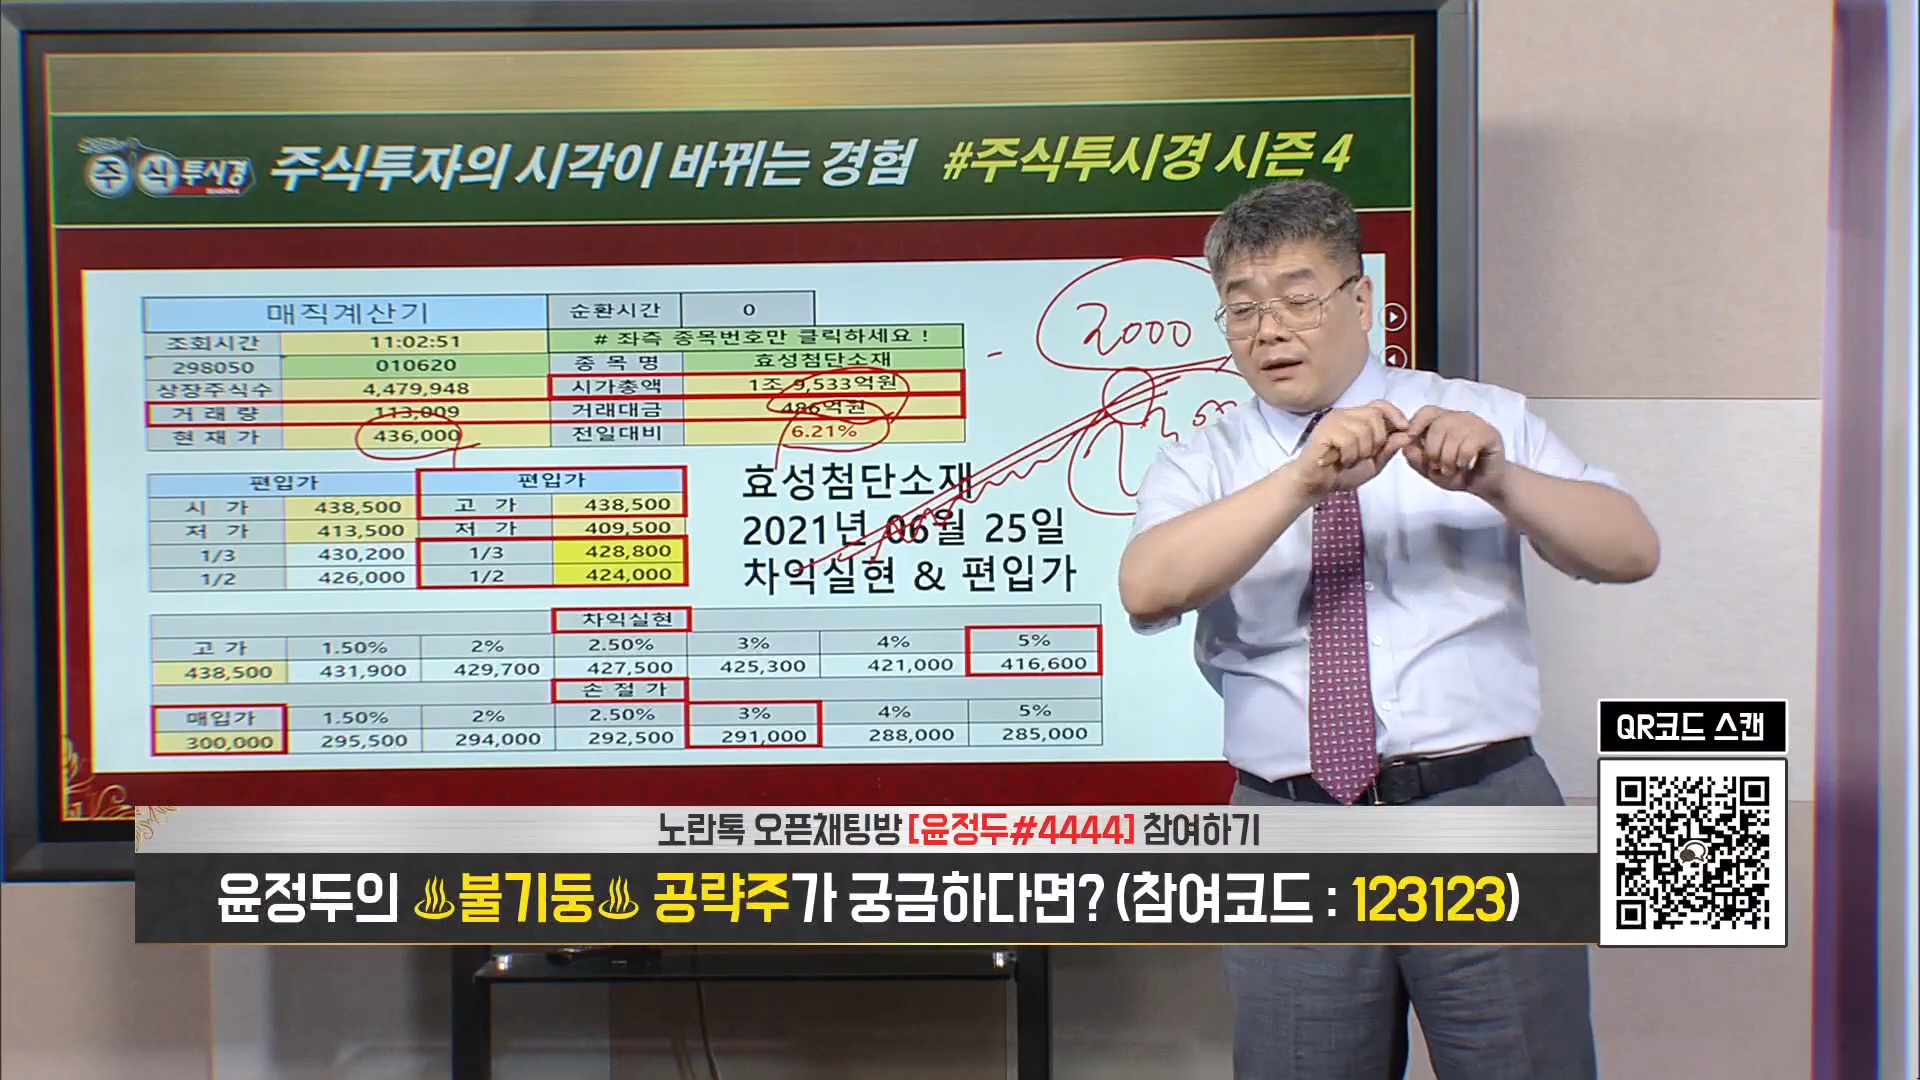 주식투시경 주식투자의 시각이 바뀌는 경험 #주식투시경 시즌 4
매직계산기 순환시간 0
조회시간 11:02:51 # 좌측 종목번호만 클릭하세요 !
298050 010620 종 목 명 효성첨단소재
상장주식수 4,479,948 시가총액 1조 9,533억원
거 래 량 113,009 거래대금 486억원
현 재 가 436,000 전일대비 6.21%
2000
편입가 편입가
시 가 438,500 고 가 438,500
저 가 413,500 저 가 409,500
1/3 430,200 1/3 428,800
1/2 426,000 1/2 424,000
효성첨단소재
2021년 06월 25일
차익실현 & 편입가
차익실현
고 가 1.50% 2% 2.50% 3% 4% 5%
438,500 431,900 429,700 427,500 425,300 421,000 416,600
손 절 가
매입가 1.50% 2% 2.50% 3% 4% 5%
300,000 295,500 294,000 292,500 291,000 288,000 285,000
QR코드 스캔
노란톡 오픈채팅방 [윤정두#4444] 참여하기
윤정두의 ♨불기둥♨ 공략주가 궁금하다면? (참여코드 : 123123)